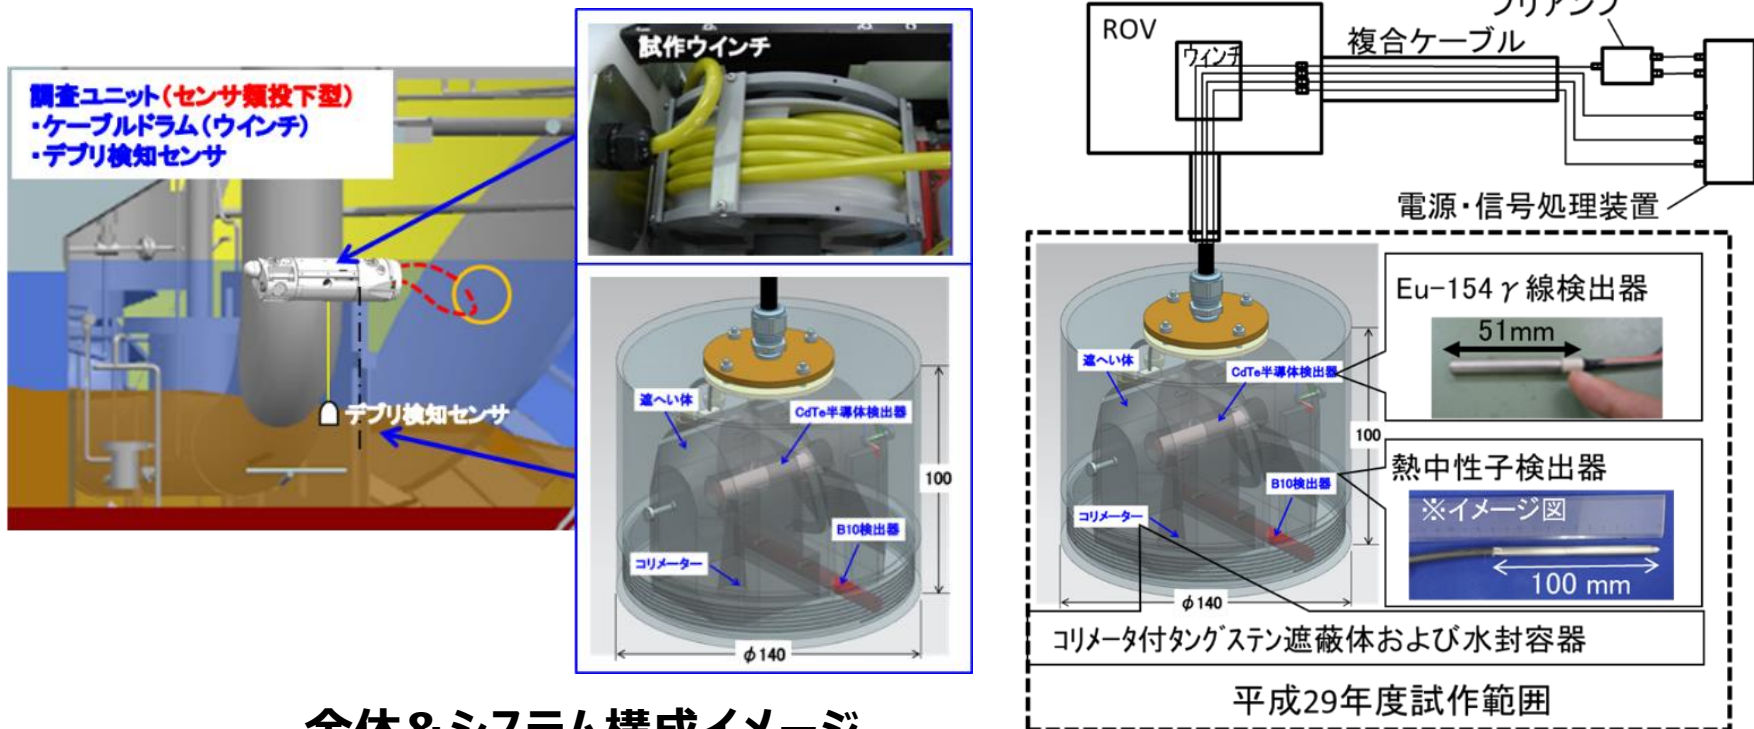 調査ユニット(センサ類投下型)
・ケーブルドラム(ウインチ)
・デブリ検知センサ
デブリ検知センサ
試作ウインチ
遮へい体
CdTe半導体検出器
100
B10検出器
コリメーター
φ140
全体&システム構成イメージ
ROV
ウィンチ
複合ケーブル
プリアンプ
電源・信号処理装置
遮へい体
CdTe半導体検出器
100
B10検出器
コリメーター
φ140
Eu-154γ線検出器
51mm
熱中性子検出器
※イメージ図
100 mm
コリメータ付タングステン遮蔽体および水封容器
平成29年度試作範囲